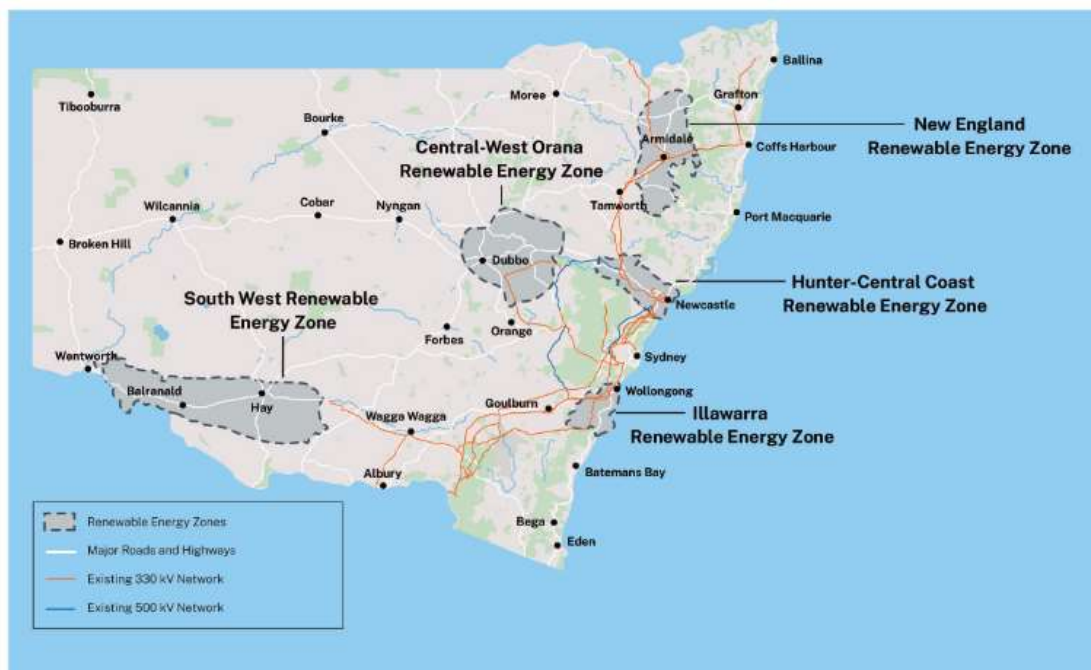 Ballina
Tibooburra
Moree
Grafton
Bourke
Armidale
New England
Renewable Energy Zone
Central-West Orana
Renewable Energy Zone
Coffs Harbour
Wilcannia
Cobar
Nyngan
Tamworth
Port Macquarie
Broken Hill
Dubbo
Hunter-Central Coast
Renewable Energy Zone
South West Renewable
Energy Zone
Newcastle
Orange
Forbes
Sydney
Wentworth
Balranald
Hay
Wollongong
Goulburn
Wagga Wagga
Illawarra
Renewable Energy Zone
Albury
Batemans Bay
Bega
Eden
Renewable Energy Zones
Major Roads and Highways
Existing 330 kV Network
Existing 500 kV Network